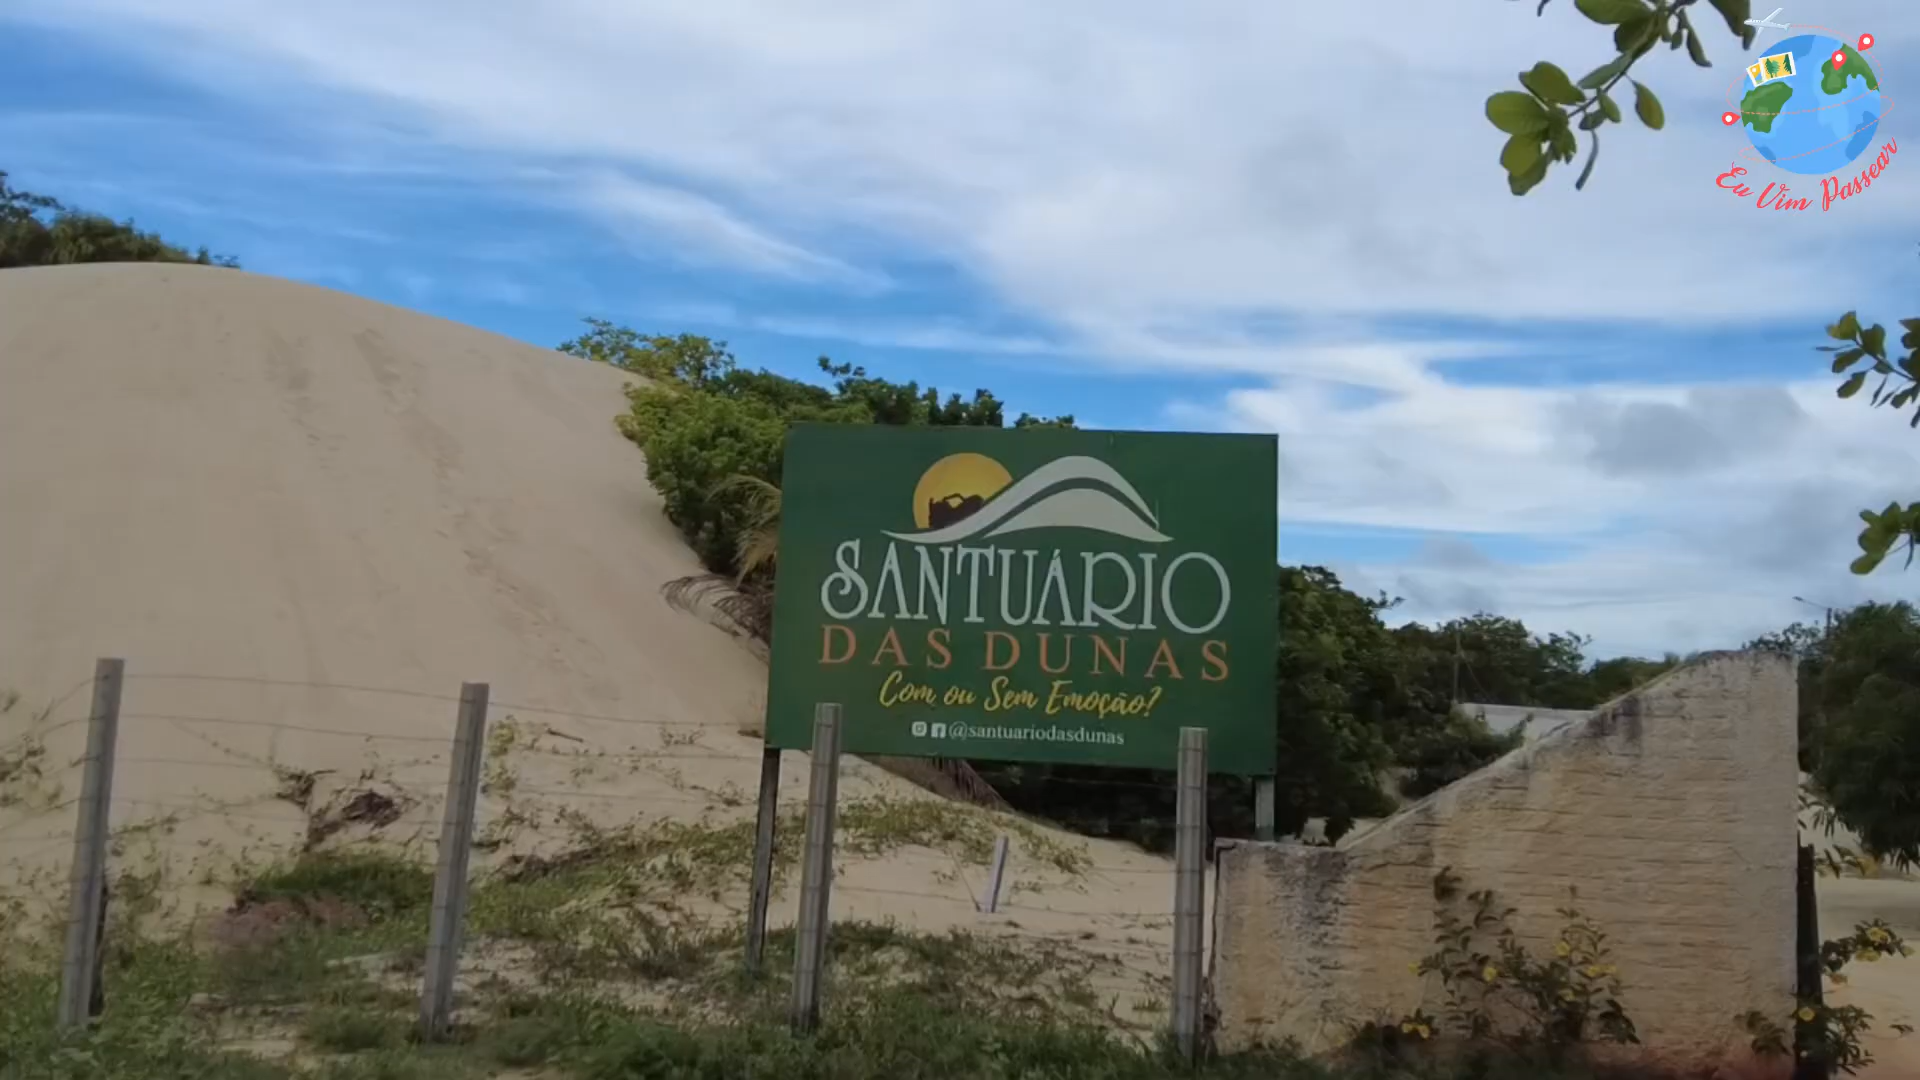 Eu Vim Passear
SANTUÁRIO
DAS DUNAS
Com ou Sem Emoção?
@santuariodasdunas